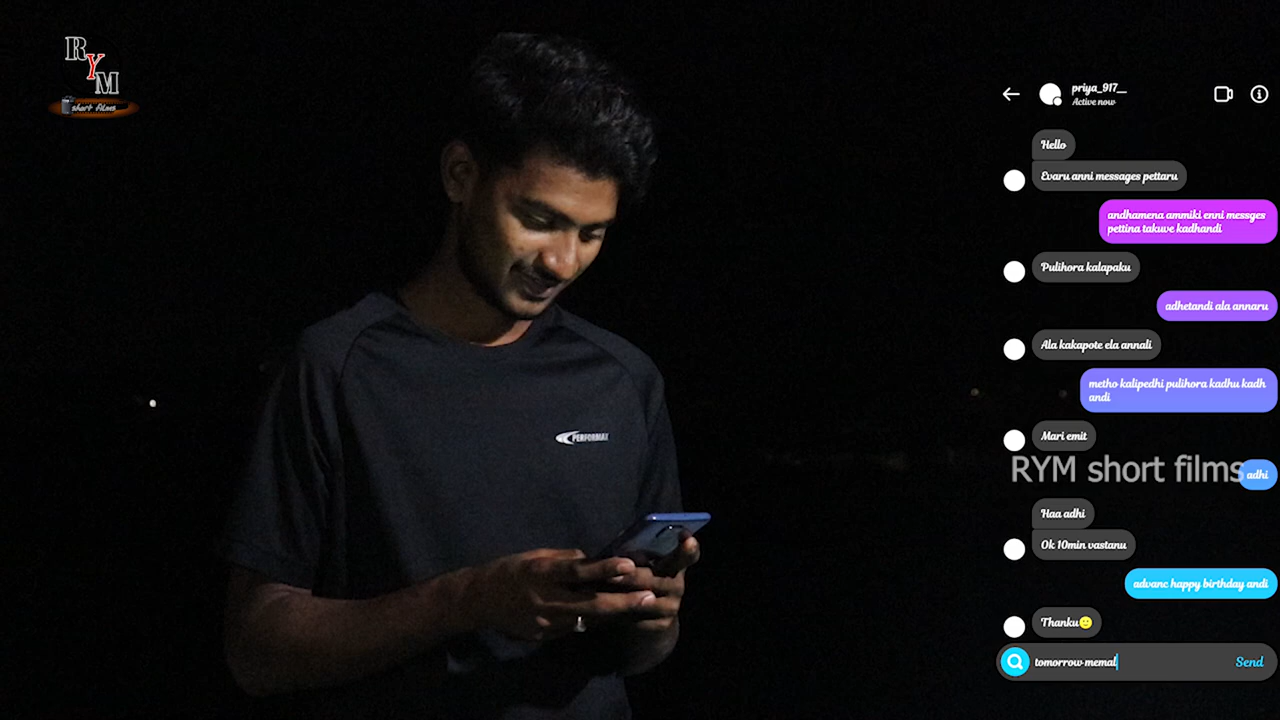 R
Y
M
short films
priya_917__
Active now
Hello
Evaru anni messages pettaru
andhamena ammiki enni messges
pettina takuve kadhandi
Pulihora kalapaku
adhetandi ala annaru
Ala kakapote ela annali
metho kalipedhi pulihora kadhu kadh
andi
Mari emit
RYM short films
adhi
Haa adhi
Ok 10min vastanu
advanc happy birthday andi
Thanku🙂
tomorrow memal
Send
PERFORMAX